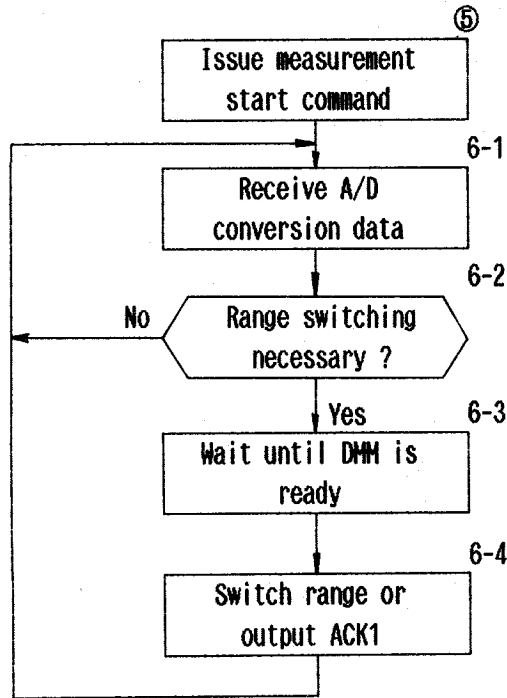 ⑤
Issue measurement
start command
6-1
Receive A/D
conversion data
6-2
No
Range switching
necessary ?
Yes
6-3
Wait until DMM is
ready
6-4
Switch range or
output ACK1